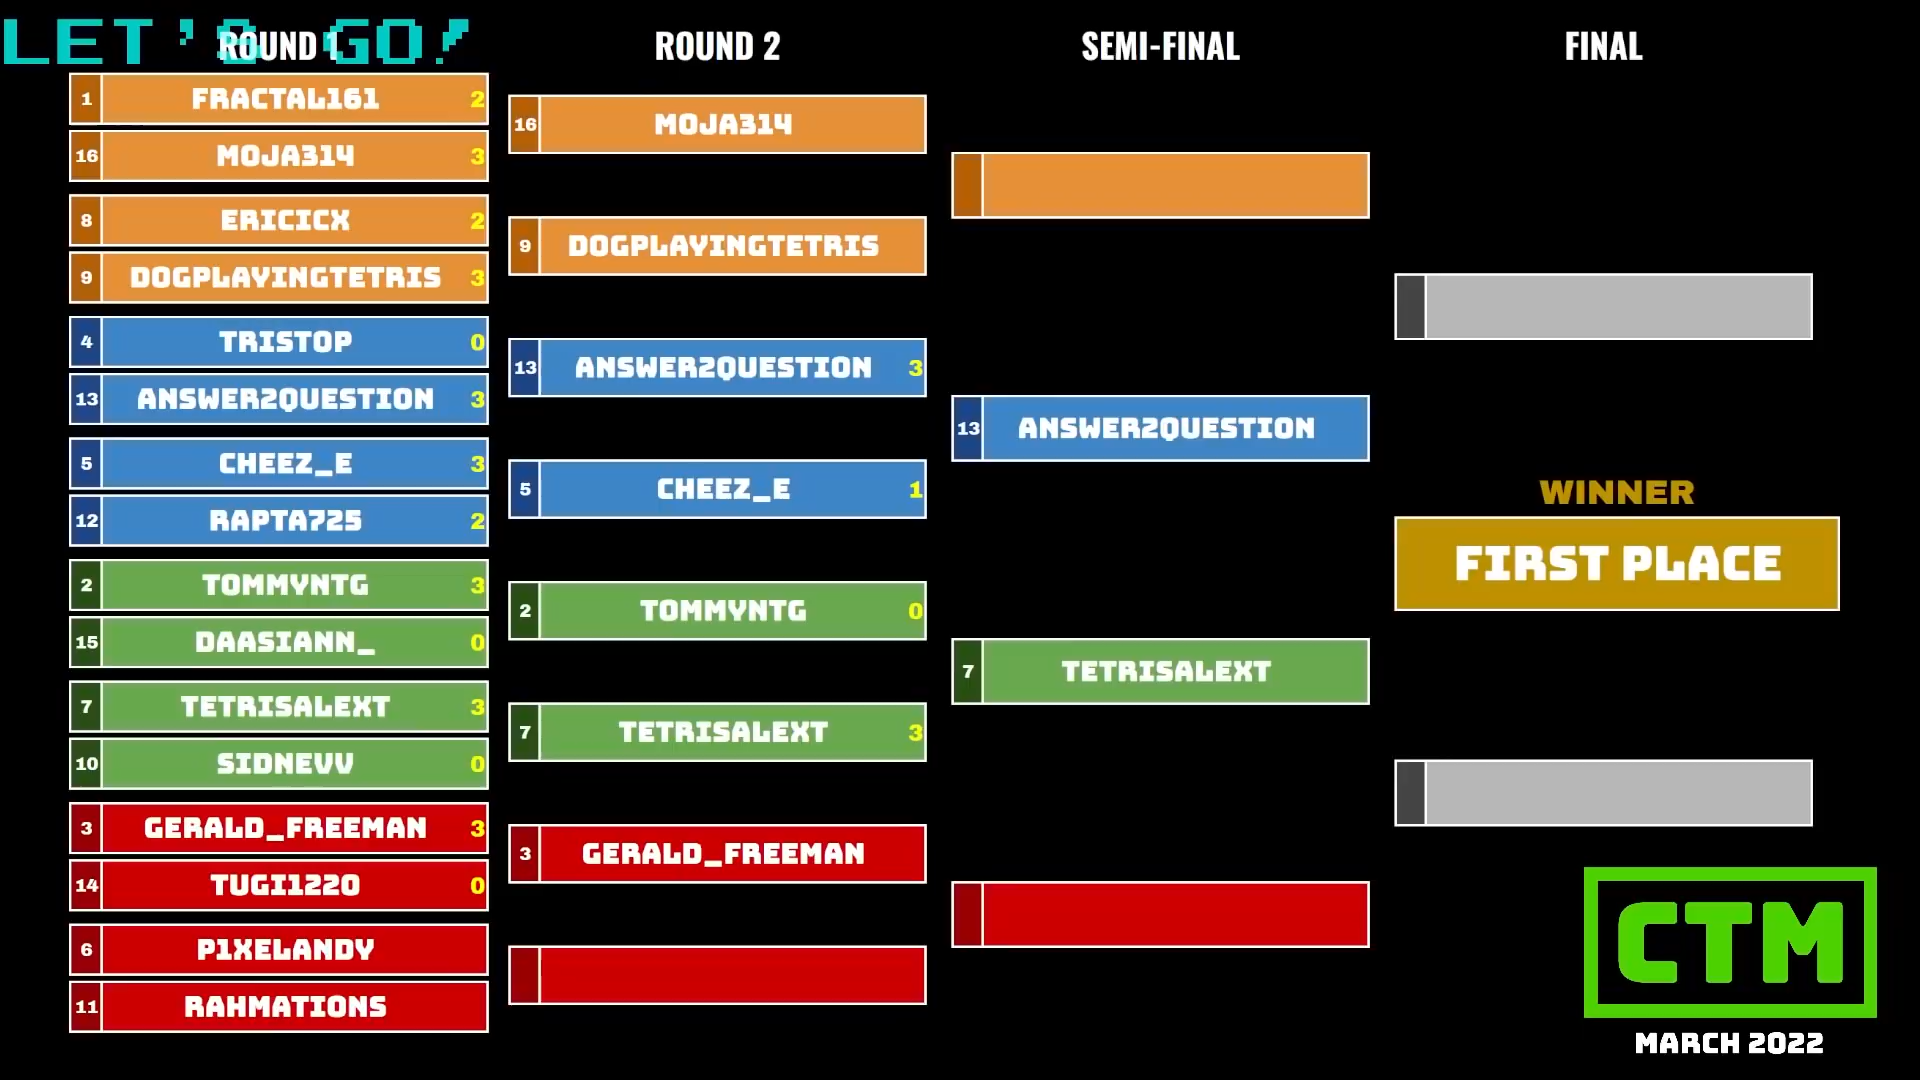 LET'S GO!
ROUND 1
ROUND 2
SEMI-FINAL
FINAL
1 FRACTAL161 2
16 MOJA314 3
8 ERICICX 2
9 DOGPLAYINGTETRIS 3
4 TRISTOP 0
13 ANSWER2QUESTION 3
5 CHEEZ_E 3
12 RAPTA725 2
2 TOMMYNTG 3
15 DAASIANN_ 0
7 TETRISALEXT 3
10 SIDNEVV 0
3 GERALD_FREEMAN 3
14 TUGI1220 0
6 P1XELANDY
11 RAHMATIONS
16 MOJA314
9 DOGPLAYINGTETRIS
13 ANSWER2QUESTION 3
5 CHEEZ_E 1
2 TOMMYNTG 0
7 TETRISALEXT 3
3 GERALD_FREEMAN
13 ANSWER2QUESTION
7 TETRISALEXT
WINNER
FIRST PLACE
CTM
MARCH 2022